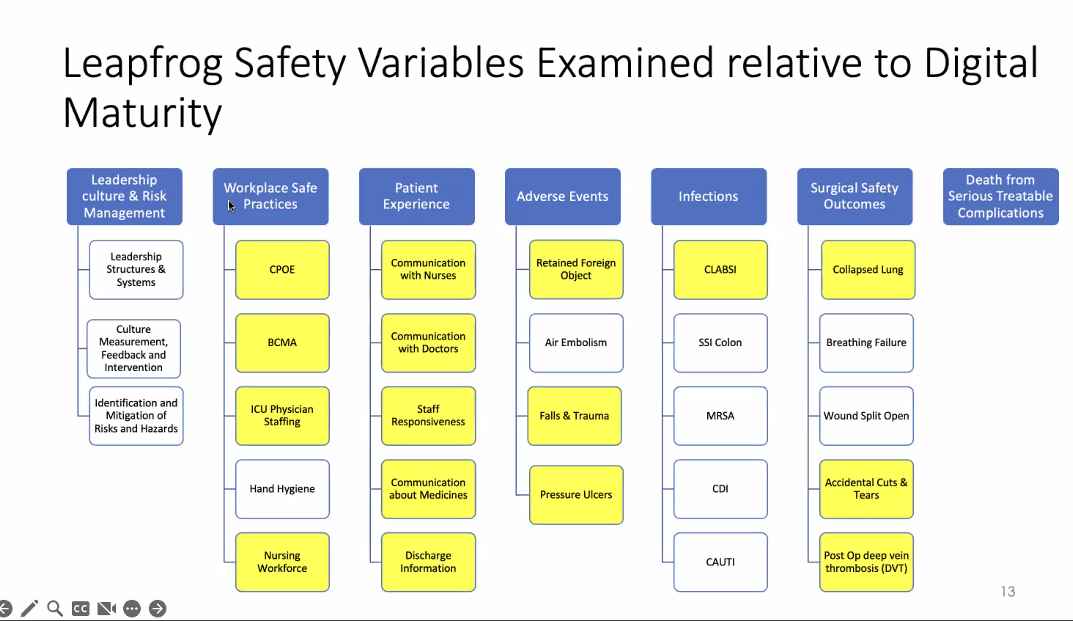 Leapfrog Safety Variables Examined relative to Digital
Maturity
Leadership
culture & Risk
Management
Leadership
Structures &
Systems
Culture
Measurement,
Feedback and
Intervention
Identification and
Mitigation of
Risks and Hazards
Workplace Safe
Practices
CPOE
BCMA
ICU Physician
Staffing
Hand Hygiene
Nursing
Workforce
Patient
Experience
Communication
with Nurses
Communication
with Doctors
Staff
Responsiveness
Communication
about Medicines
Discharge
Information
Adverse Events
Retained Foreign
Object
Air Embolism
Falls & Trauma
Pressure Ulcers
Infections
CLABSI
SSI Colon
MRSA
CDI
CAUTI
Surgical Safety
Outcomes
Collapsed Lung
Breathing Failure
Wound Split Open
Accidental Cuts &
Tears
Post Op deep vein
thrombosis (DVT)
Death from
Serious Treatable
Complications
13
CC